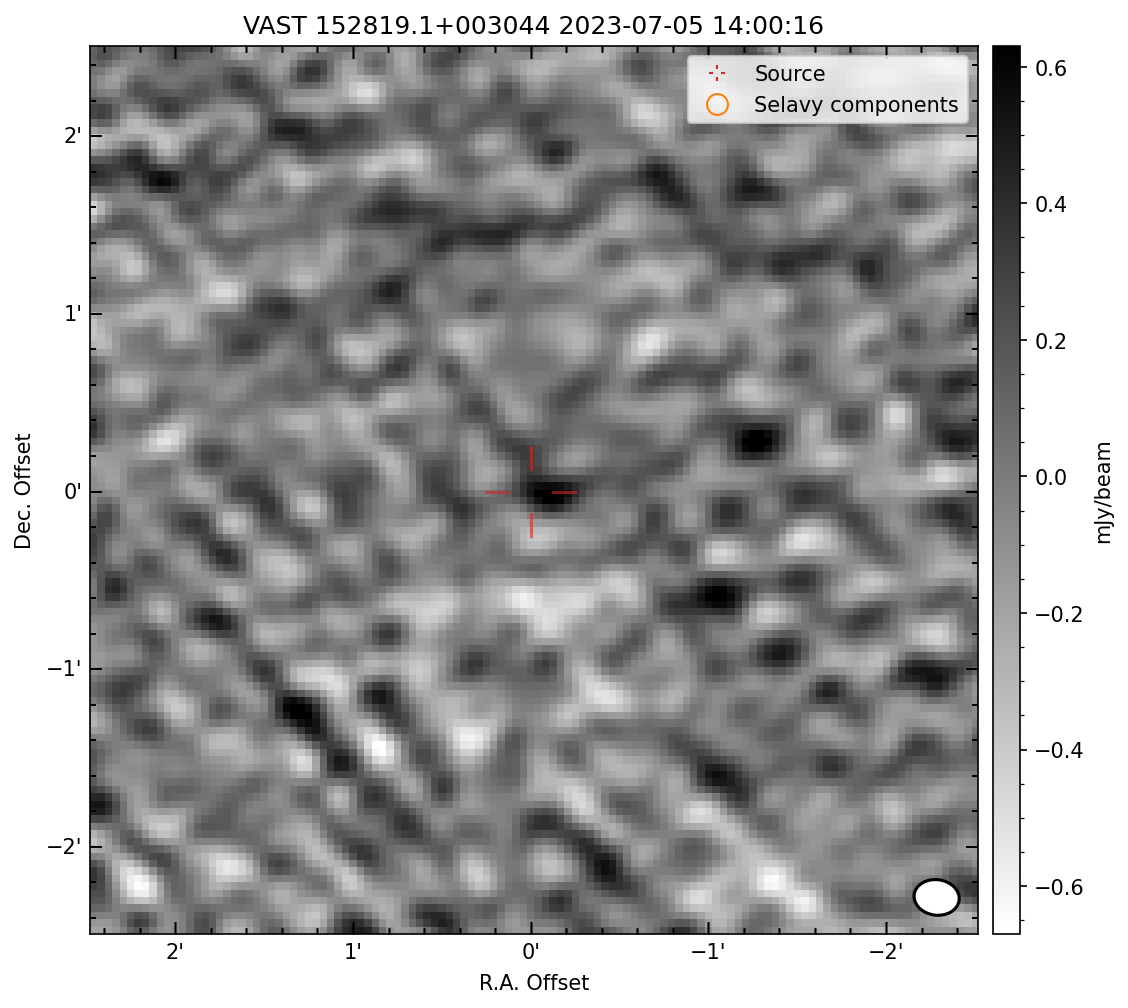 VAST 152819.1+003044 2023-07-05 14:00:16
Source
Selavy components
2'
1'
0'
−1'
−2'
Dec. Offset
2'
1'
0'
−1'
−2'
R.A. Offset
0.6
0.4
0.2
0.0
−0.2
−0.4
−0.6
mJy/beam